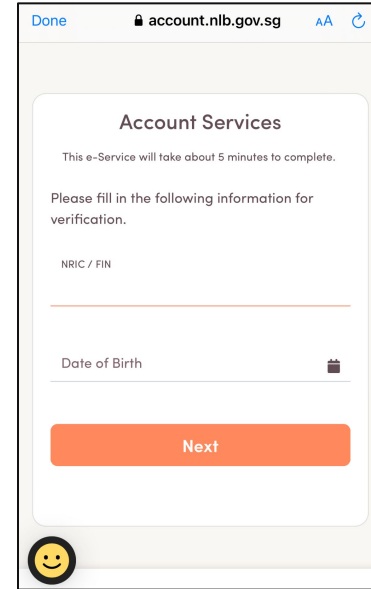 Done account.nlb.gov.sg AA
Account Services
This e-Service will take about 5 minutes to complete.
Please fill in the following information for
verification.
NRIC / FIN
Date of Birth
Next